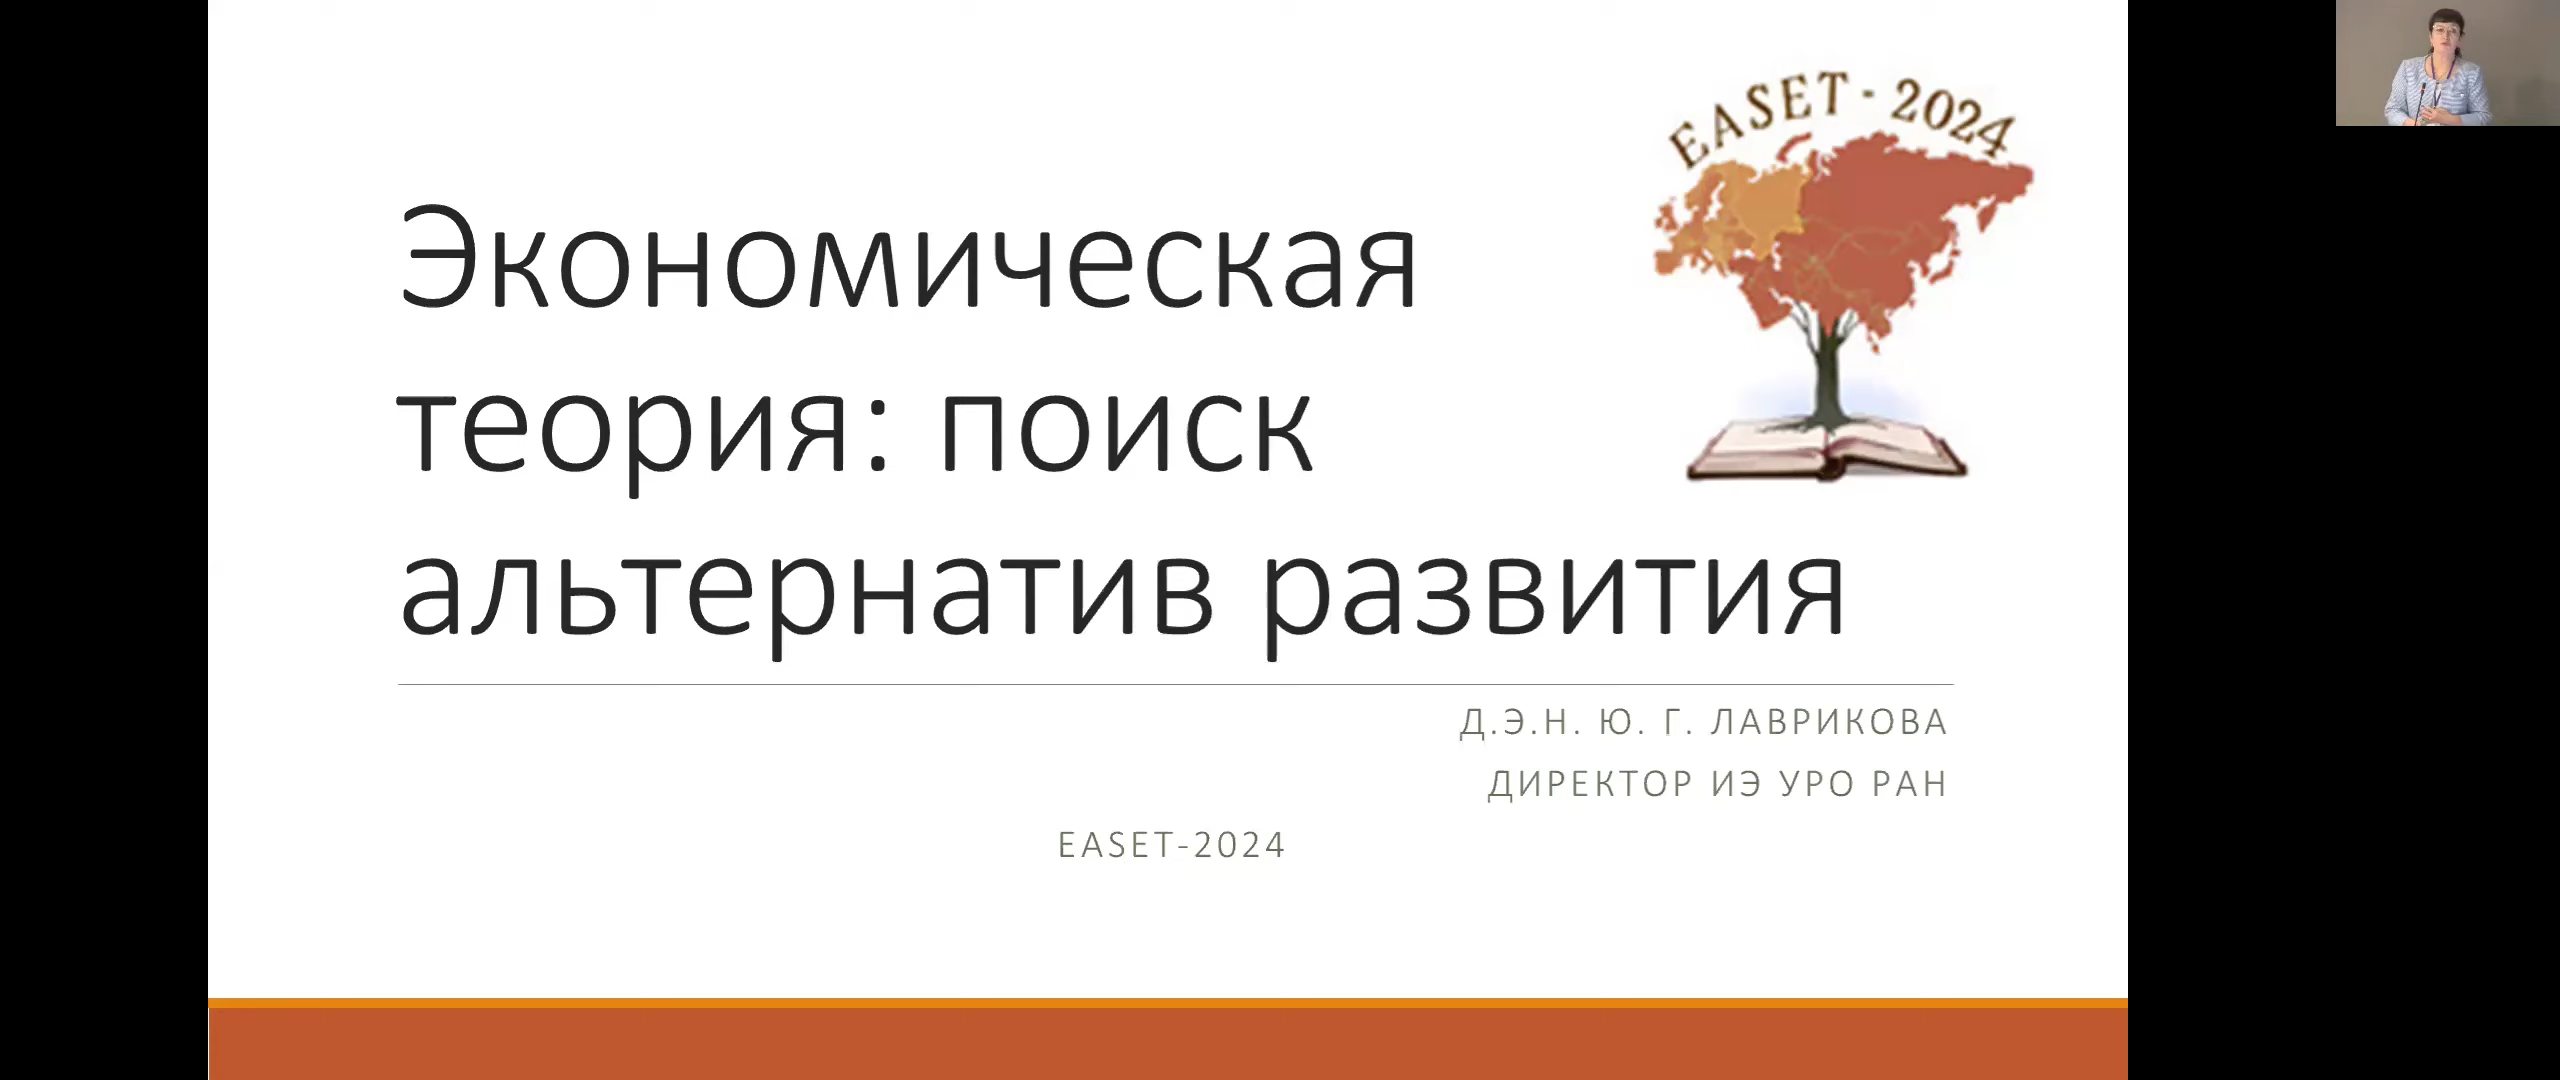 EASET - 2024
Экономическая
теория: поиск
альтернатив развития
Д.Э.Н. Ю. Г. ЛАВРИКОВА
ДИРЕКТОР ИЭ УРО РАН
EASET-2024